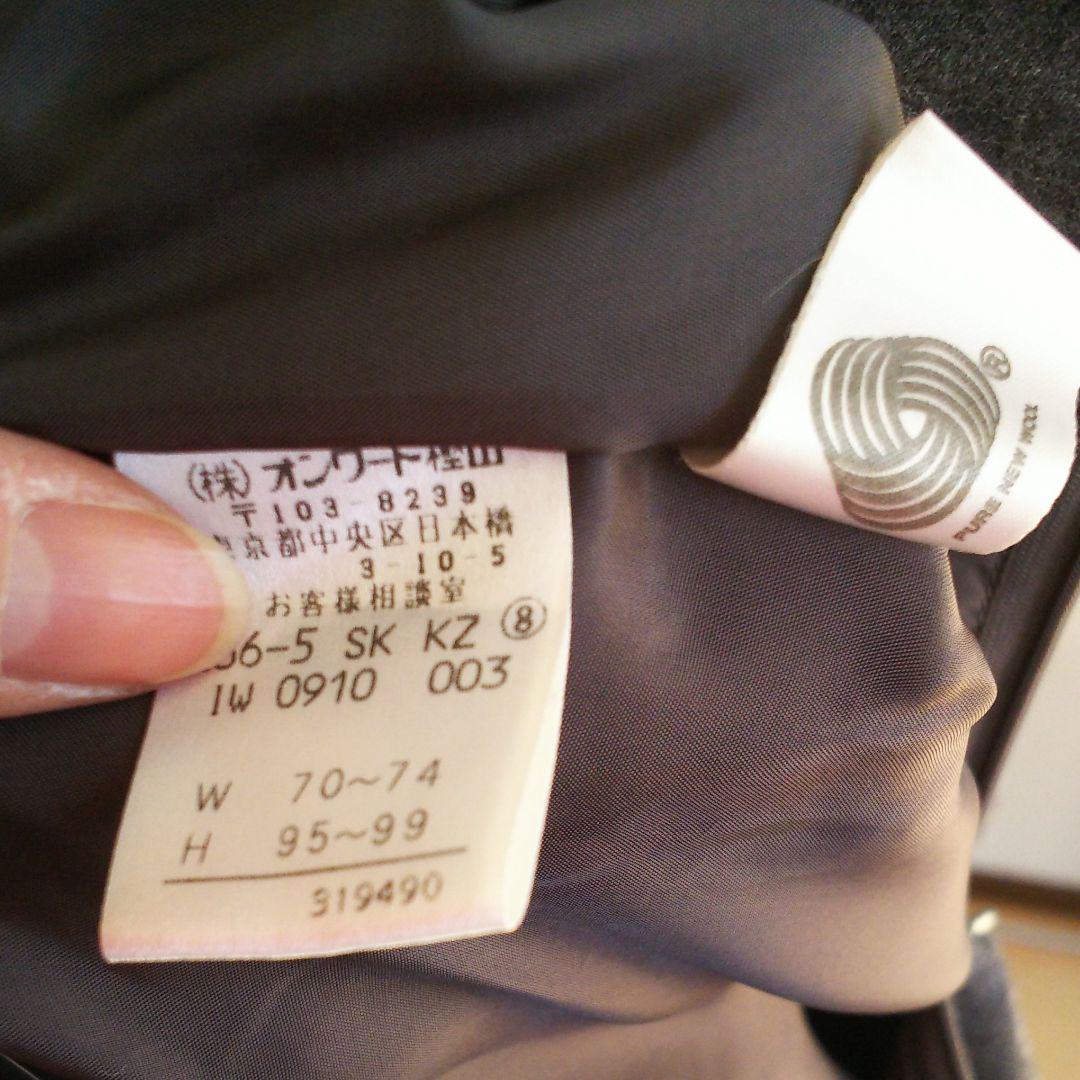 (株)オンワード樫山
〒103-8239
東京都中央区日本橋
3-10-5
お客様相談室
36-5 SK KZ ⑧
IW 0910 003
W 70~74
H 95~99
319490
®
PURE NEW WOOL